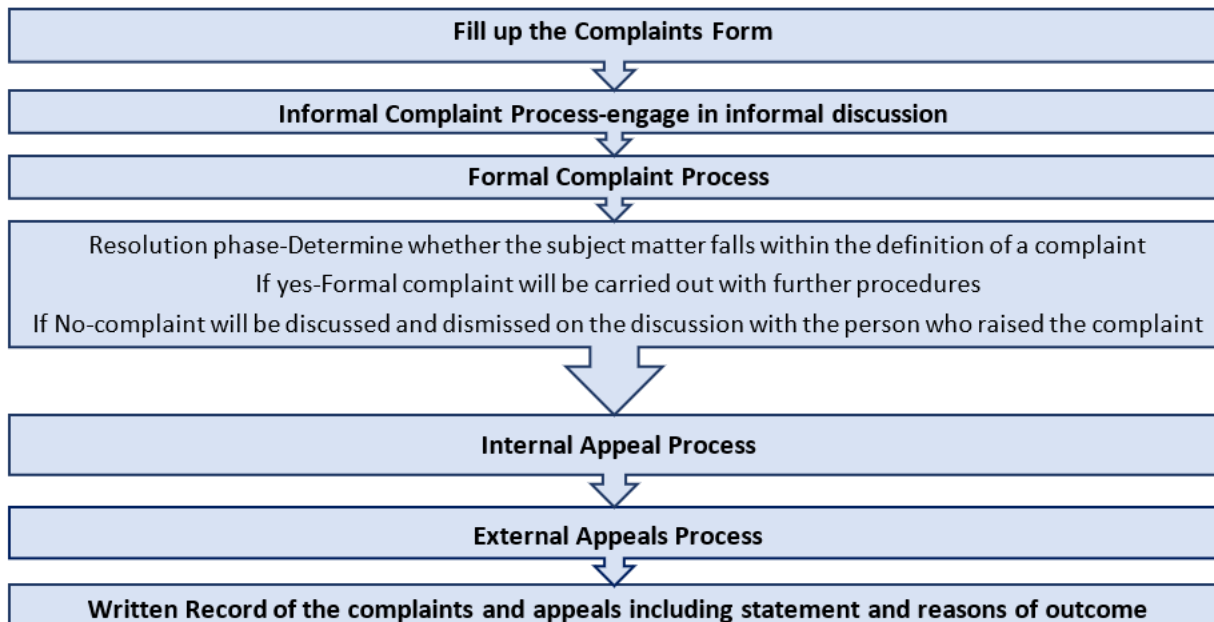 Fill up the Complaints Form
Informal Complaint Process-engage in informal discussion
Formal Complaint Process
Resolution phase-Determine whether the subject matter falls within the definition of a complaint
If yes-Formal complaint will be carried out with further procedures
If No-complaint will be discussed and dismissed on the discussion with the person who raised the complaint
Internal Appeal Process
External Appeals Process
Written Record of the complaints and appeals including statement and reasons of outcome